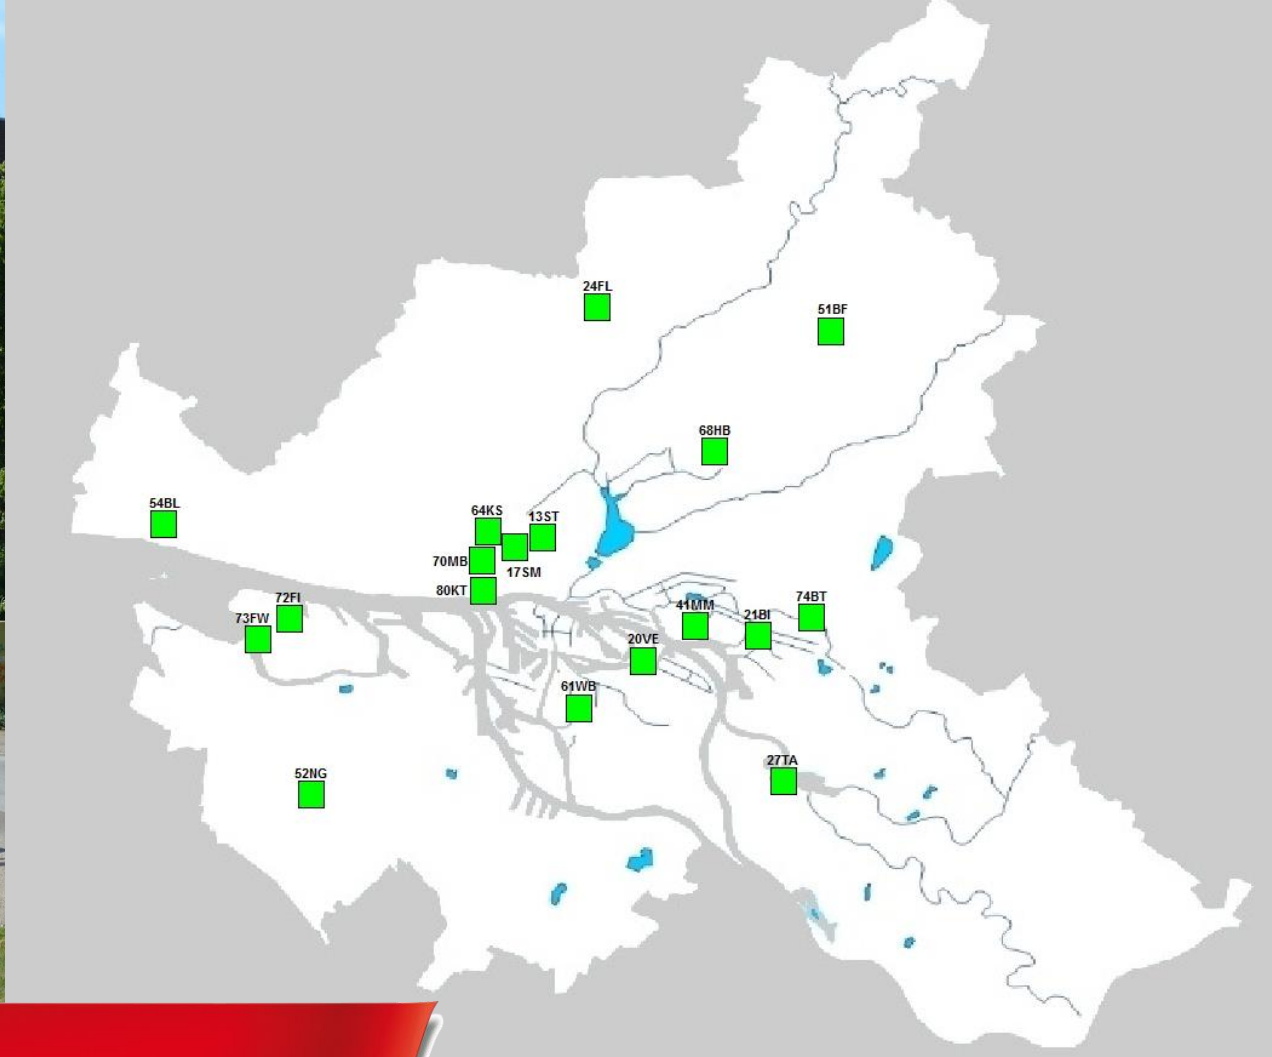 24FL
51BF
68HB
54BL
64KS
13ST
70MB
17SM
80KT
72FI
73FW
41MM
21BI
74BT
20VE
61WB
27TA
52NG